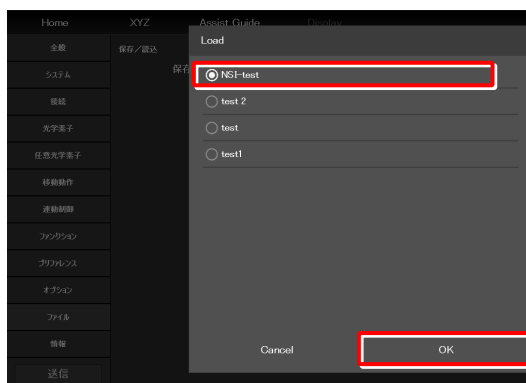 Home XYZ Assist Guide Display
全般
システム
接続
光学素子
任意光学素子
移動動作
連動制御
ファンクション
プリファレンス
オプション
ファイル
情報
送信
保存/読込
保存
Load
NSI-test
test 2
test
test1
Cancel OK